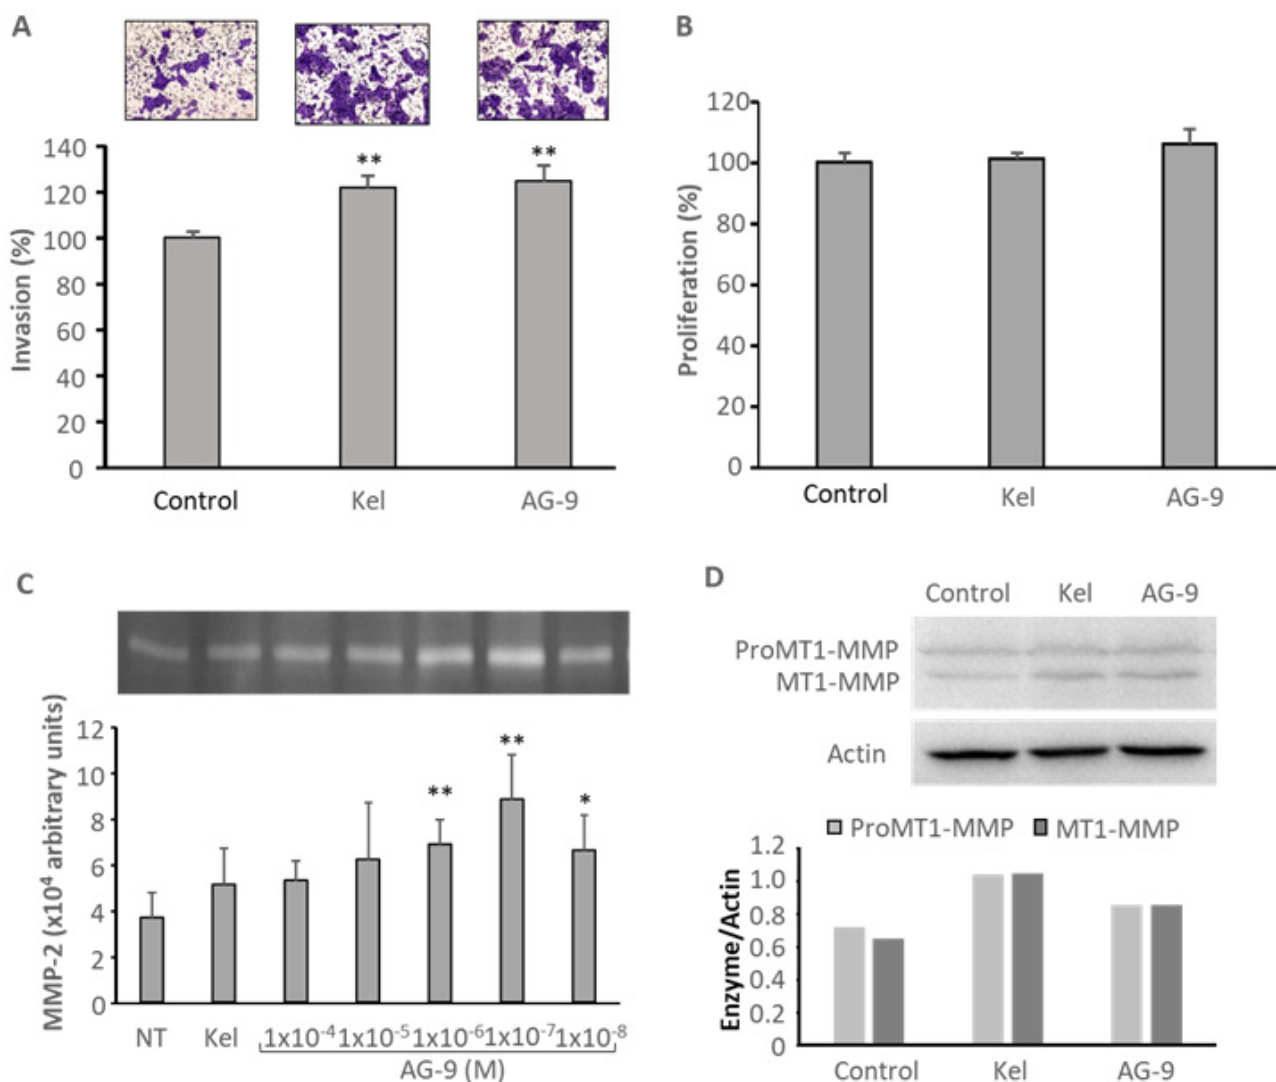 A
**
**
140
120
100
80
60
40
20
0
Invasion (%)
Control Kel AG-9
B
120
100
80
60
40
20
0
Proliferation (%)
Control Kel AG-9
C
12
10
8
6
4
2
0
MMP-2 (x10⁴ arbitrary units)
**
**
*
NT Kel 1x10⁻⁴ 1x10⁻⁵ 1x10⁻⁶ 1x10⁻⁷ 1x10⁻⁸
AG-9 (M)
D
Control Kel AG-9
ProMT1-MMP
MT1-MMP
Actin
ProMT1-MMP MT1-MMP
1.2
1.0
0.8
0.6
0.4
0.2
0
Enzyme/Actin
Control Kel AG-9